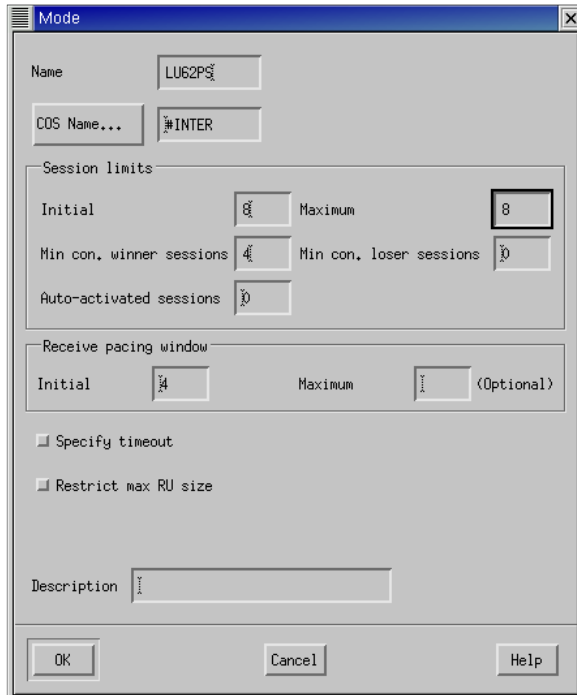 Mode
Name LU62PS
COS Name... #INTER
Session limits
Initial 8 Maximum 8
Min con. winner sessions 4 Min con. loser sessions 0
Auto-activated sessions 0
Receive pacing window
Initial 4 Maximum (Optional)
Specify timeout
Restrict max RU size
Description
OK Cancel Help